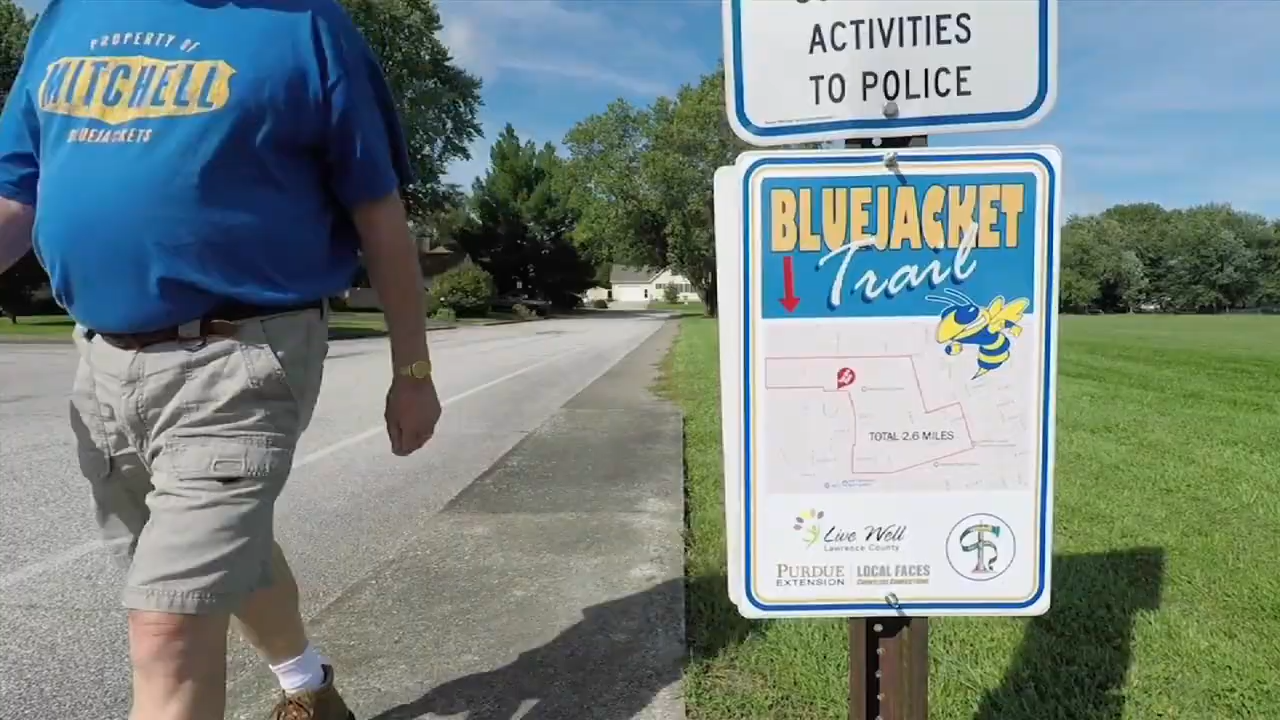 PROPERTY OF
MITCHELL
BLUEJACKETS
ACTIVITIES
TO POLICE
BLUEJACKET
Trail
TOTAL 2.6 MILES
Live Well
Lawrence County
PURDUE
EXTENSION
LOCAL FACES